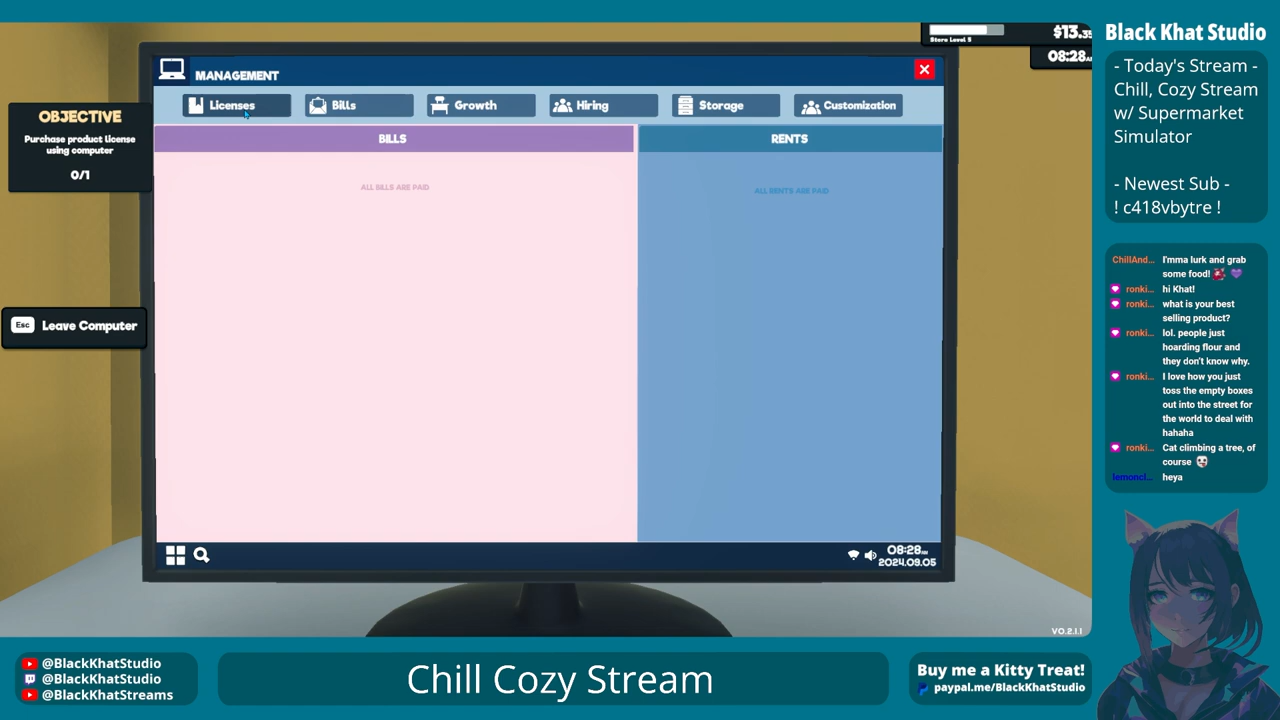 Store Level 5
$13.35
08:28AM
MANAGEMENT
Licenses
Bills
Growth
Hiring
Storage
Customization
OBJECTIVE
Purchase product license
using computer
0/1
BILLS
RENTS
ALL BILLS ARE PAID
ALL RENTS ARE PAID
Esc Leave Computer
08:28AM
2024.09.05
V0.2.1.1
Black Khat Studio
- Today's Stream -
Chill, Cozy Stream
w/ Supermarket
Simulator
- Newest Sub -
! c418vbytre !
ChillAnd... I'mma lurk and grab
some food!
ronki... hi Khat!
ronki... what is your best
selling product?
ronki... lol. people just
hoarding flour and
they don't know why.
ronki... I love how you just
toss the empty boxes
out into the street for
the world to deal with
hahaha
ronki... Cat climbing a tree, of
course
lemoncl... heya
@BlackKhatStudio
@BlackKhatStudio
@BlackKhatStreams
Chill Cozy Stream
Buy me a Kitty Treat!
paypal.me/BlackKhatStudio